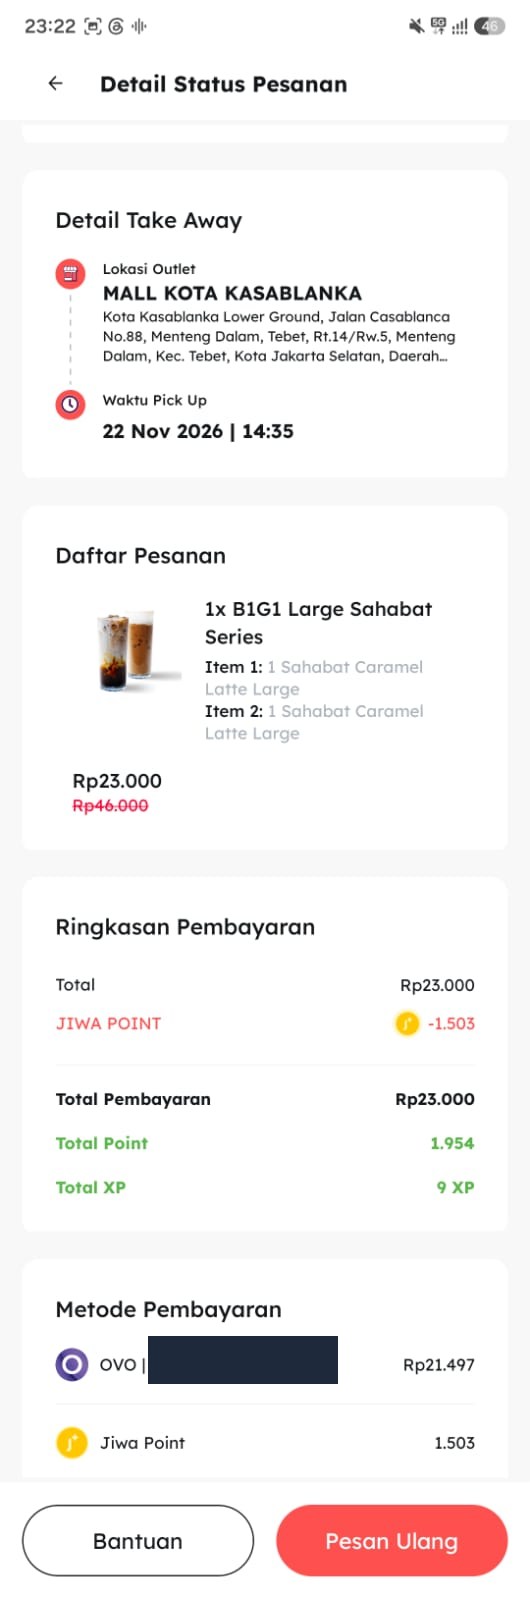 23:22
5G
46
Detail Status Pesanan
Detail Take Away
Lokasi Outlet
MALL KOTA KASABLANKA
Kota Kasablanka Lower Ground, Jalan Casablanca
No.88, Menteng Dalam, Tebet, Rt.14/Rw.5, Menteng
Dalam, Kec. Tebet, Kota Jakarta Selatan, Daerah...
Waktu Pick Up
22 Nov 2026 | 14:35
Daftar Pesanan
1x B1G1 Large Sahabat
Series
Item 1: 1 Sahabat Caramel
Latte Large
Item 2: 1 Sahabat Caramel
Latte Large
Rp23.000
Rp46.000
Ringkasan Pembayaran
Total Rp23.000
JIWA POINT -1.503
Total Pembayaran Rp23.000
Total Point 1.954
Total XP 9 XP
Metode Pembayaran
OVO | Rp21.497
Jiwa Point 1.503
Bantuan
Pesan Ulang